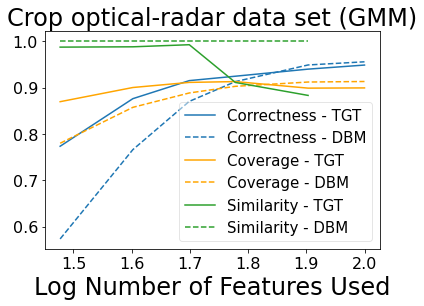 Crop optical-radar data set (GMM)
1.0
0.9
0.8
0.7
0.6
Correctness - TGT
Correctness - DBM
Coverage - TGT
Coverage - DBM
Similarity - TGT
Similarity - DBM
1.5 1.6 1.7 1.8 1.9 2.0
Log Number of Features Used